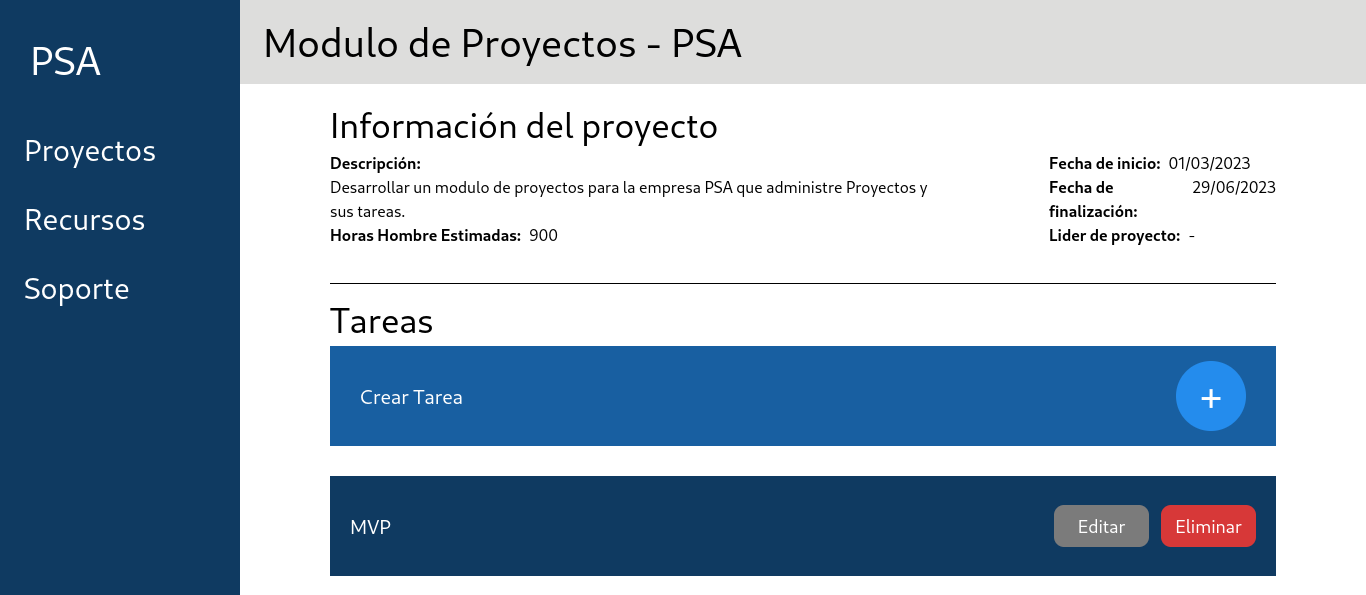 PSA
Proyectos
Recursos
Soporte
Modulo de Proyectos - PSA
Información del proyecto
Descripción:
Desarrollar un modulo de proyectos para la empresa PSA que administre Proyectos y
sus tareas.
Horas Hombre Estimadas: 900
Fecha de inicio: 01/03/2023
Fecha de 29/06/2023
finalización:
Lider de proyecto: -
Tareas
Crear Tarea +
MVP Editar Eliminar